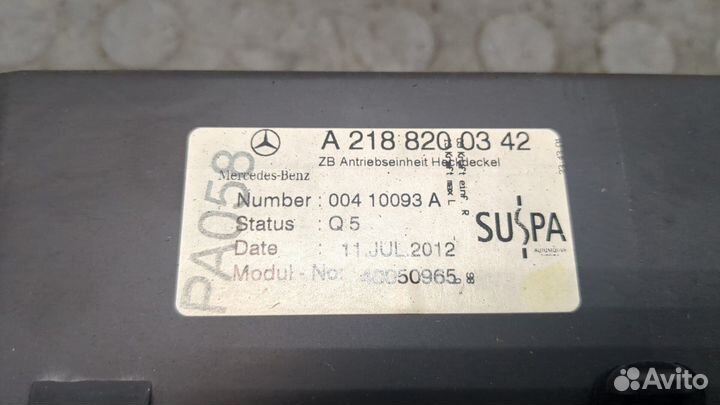 A 218 820 03 42
ZB Antriebseinheit Heckdeckel
Mercedes-Benz
Number : 004 10093 A
Status : Q 5
Date : 11.JUL.2012
Modul - No:
PA058
SUSPA
Avito